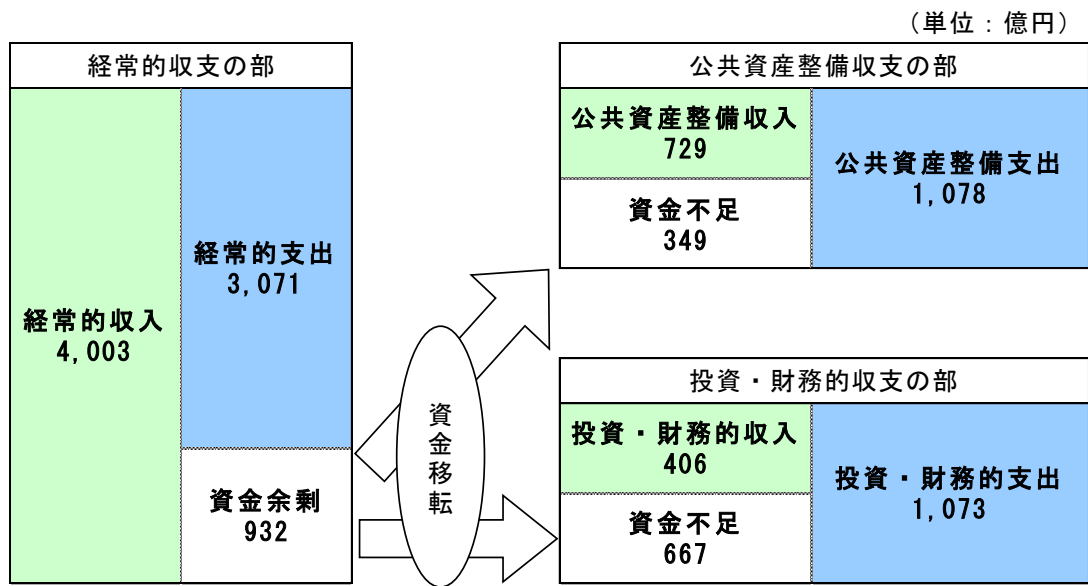 （単位：億円）
経常的収支の部
経常的収入
4,003
経常的支出
3,071
資金余剰
932
資金移転
公共資産整備収支の部
公共資産整備収入
729
資金不足
349
公共資産整備支出
1,078
投資・財務的収支の部
投資・財務的収入
406
資金不足
667
投資・財務的支出
1,073